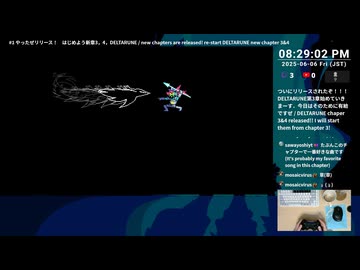 #1 やったぜリリース！　はじめよう新章3，4，DELTARUNE / new chapters are released! re-start DELTARUNE new chapter 3&4
08:29:02 PM
2025-06-06 Fri (JST)
3
0
ついにリリースされたぞ！！！
DELTARUNE第3章始めていき
まーす。今日はそのために有給
ですぜ / DELTARUNE chaper
3&4 released!! I will start
them from chapter 3!
sawayoshiyt たぶんこのチ
ャプターで一番好きな曲です
(It's probably my favorite
song in this chapter)
mosaicvirus 草(草)
mosaicvirus